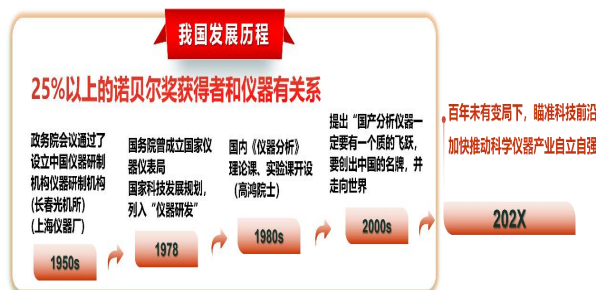 我国发展历程
25%以上的诺贝尔奖获得者和仪器有关系
政务院会议通过了
设立中国仪器研制
机构仪器研制机构
(长春光机所)
(上海仪器厂)
1950s
国务院曾成立国家仪
器仪表局
国家科技发展规划，
列入“仪器研发”
1978
国内《仪器分析》
理论课、实验课开设
(高鸿院士)
1980s
提出“国产分析仪器一
定要有一个质的飞跃，
要创出中国的名牌，并
走向世界
2000s
百年未有变局下，瞄准科技前沿
加快推动科学仪器产业自立自强
202X